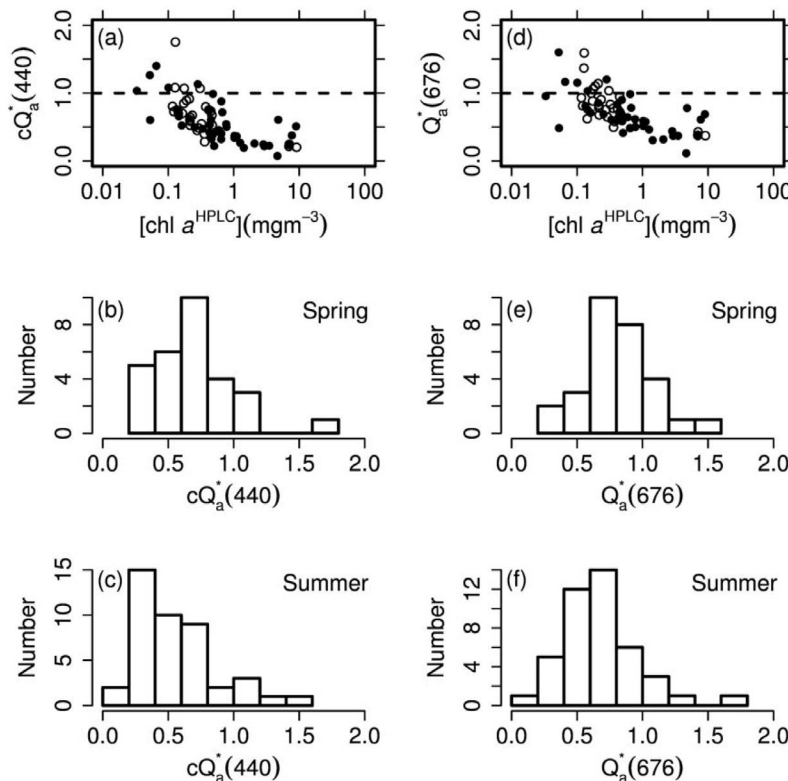 (a)
cQ*a(440)
2.0
1.0
0.0
0.01 0.1 1 10 100
[chl a^HPLC](mgm⁻³)
(d)
Q*a(676)
2.0
1.0
0.0
0.01 0.1 1 10 100
[chl a^HPLC](mgm⁻³)
(b) Spring
Number
8
4
0
0.0 0.5 1.0 1.5 2.0
cQ*a(440)
(e) Spring
Number
8
4
0
0.0 0.5 1.0 1.5 2.0
Q*a(676)
(c) Summer
Number
15
10
5
0
0.0 0.5 1.0 1.5 2.0
cQ*a(440)
(f) Summer
Number
12
8
4
0
0.0 0.5 1.0 1.5 2.0
Q*a(676)